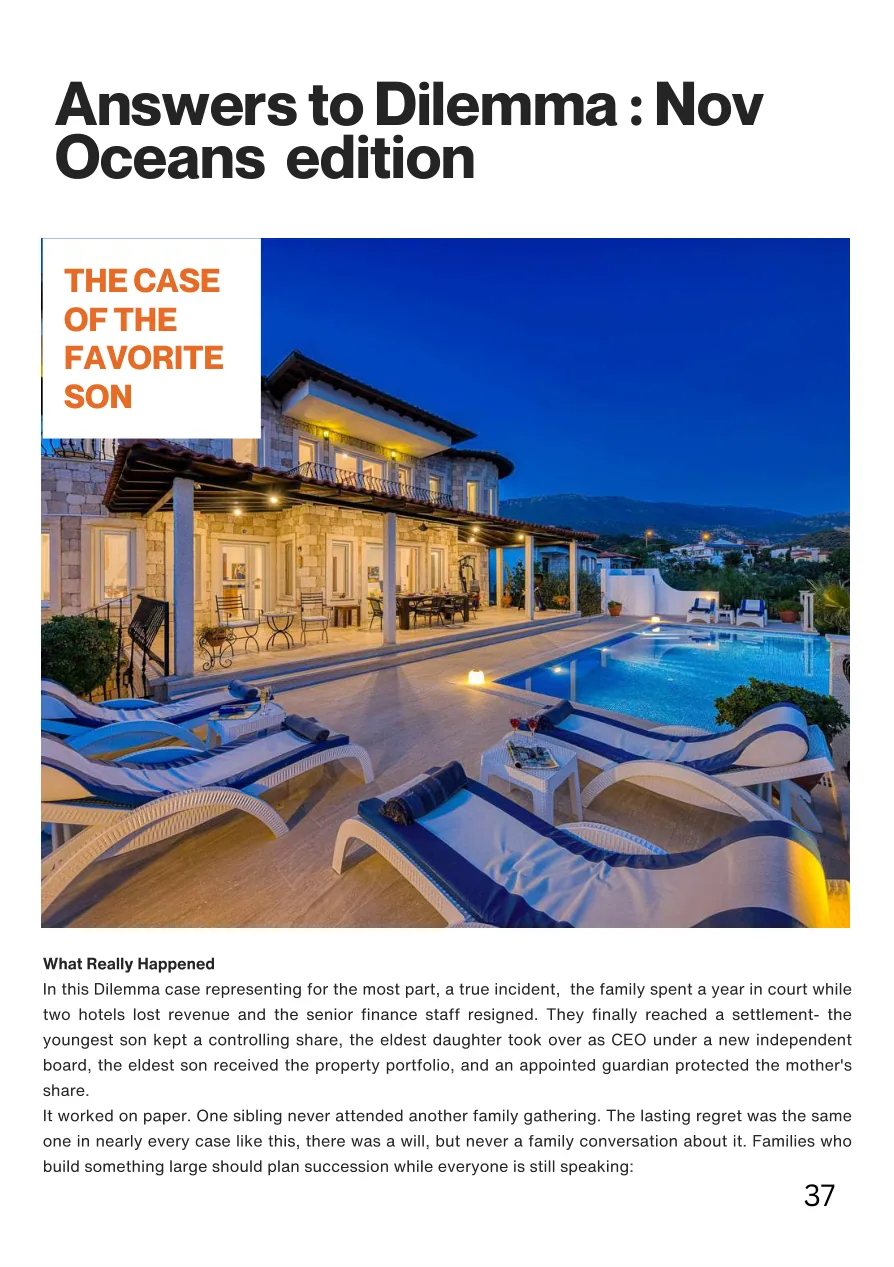 Answers to Dilemma : Nov
Oceans edition
THE CASE
OF THE
FAVORITE
SON
What Really Happened
In this Dilemma case representing for the most part, a true incident, the family spent a year in court while
two hotels lost revenue and the senior finance staff resigned. They finally reached a settlement- the
youngest son kept a controlling share, the eldest daughter took over as CEO under a new independent
board, the eldest son received the property portfolio, and an appointed guardian protected the mother's
share.
It worked on paper. One sibling never attended another family gathering. The lasting regret was the same
one in nearly every case like this, there was a will, but never a family conversation about it. Families who
build something large should plan succession while everyone is still speaking:
37